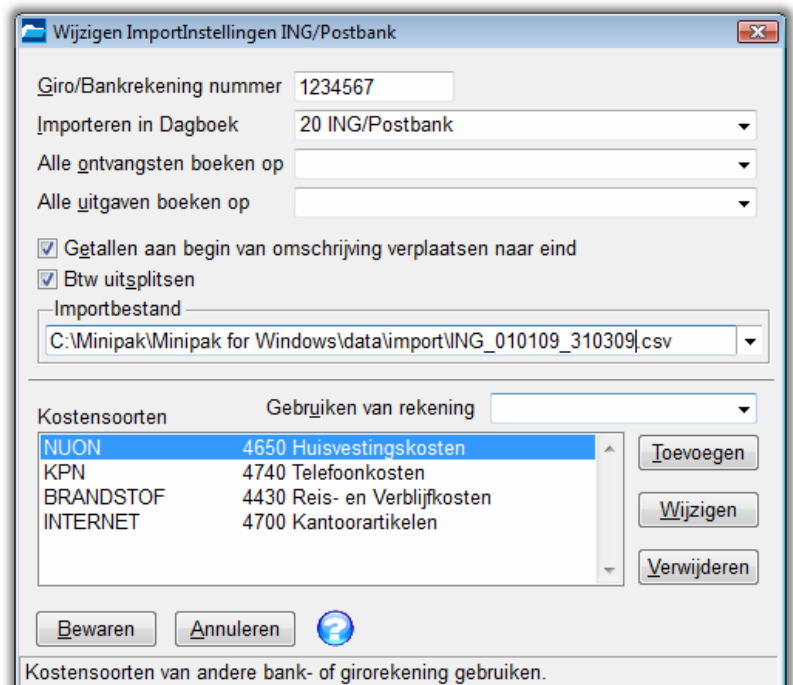 Wijzigen ImportInstellingen ING/Postbank
Giro/Bankrekening nummer 1234567
Importeren in Dagboek 20 ING/Postbank
Alle ontvangsten boeken op
Alle uitgaven boeken op
Getallen aan begin van omschrijving verplaatsen naar eind
Btw uitsplitsen
Importbestand
C:\Minipak\Minipak for Windows\data\import\ING_010109_310309.csv
Kostensoorten Gebruiken van rekening
NUON 4650 Huisvestingskosten
KPN 4740 Telefoonkosten
BRANDSTOF 4430 Reis- en Verblijfkosten
INTERNET 4700 Kantoorartikelen
Toevoegen
Wijzigen
Verwijderen
Bewaren Annuleren ?
Kostensoorten van andere bank- of girorekening gebruiken.